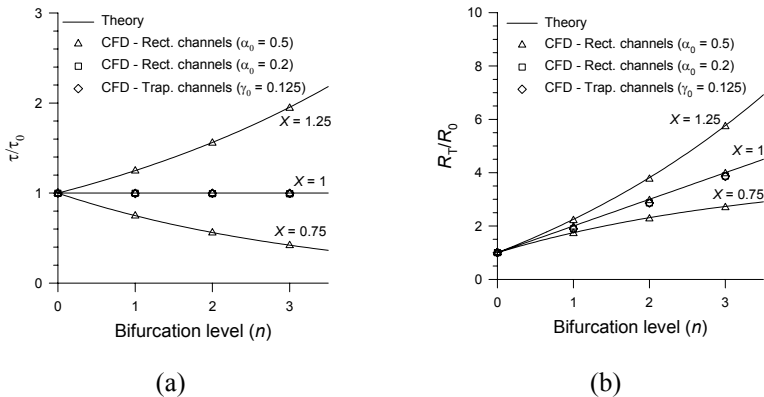 Theory
CFD - Rect. channels (α₀ = 0.5)
CFD - Rect. channels (α₀ = 0.2)
CFD - Trap. channels (γ₀ = 0.125)
X = 1.25
X = 1
X = 0.75
τ/τ₀
3
2
1
0
0 1 2 3
Bifurcation level (n)
(a)
Theory
CFD - Rect. channels (α₀ = 0.5)
CFD - Rect. channels (α₀ = 0.2)
CFD - Trap. channels (γ₀ = 0.125)
X = 1.25
X = 1
X = 0.75
R_T/R₀
10
8
6
4
2
0
0 1 2 3
Bifurcation level (n)
(b)